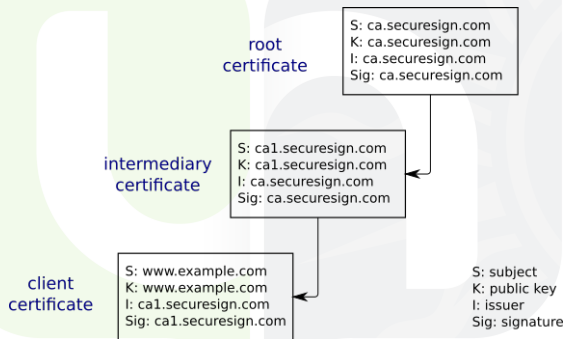 root
certificate
S: ca.securesign.com
K: ca.securesign.com
I: ca.securesign.com
Sig: ca.securesign.com
intermediary
certificate
S: ca1.securesign.com
K: ca1.securesign.com
I: ca.securesign.com
Sig: ca.securesign.com
client
certificate
S: www.example.com
K: www.example.com
I: ca1.securesign.com
Sig: ca1.securesign.com
S: subject
K: public key
I: issuer
Sig: signature